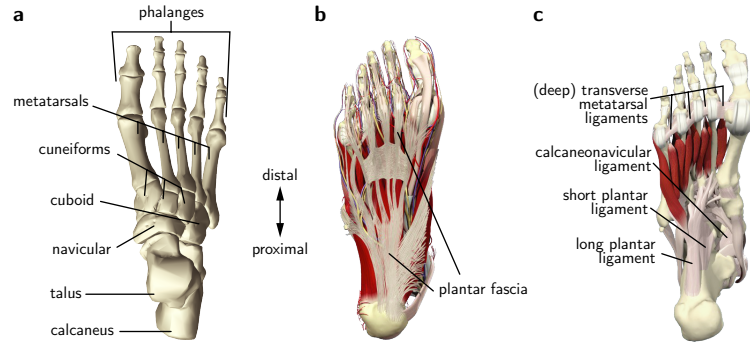 a
phalanges
metatarsals
cuneiforms
cuboid
navicular
talus
calcaneus
distal
proximal
b
plantar fascia
c
(deep) transverse
metatarsal
ligaments
calcaneonavicular
ligament
short plantar
ligament
long plantar
ligament